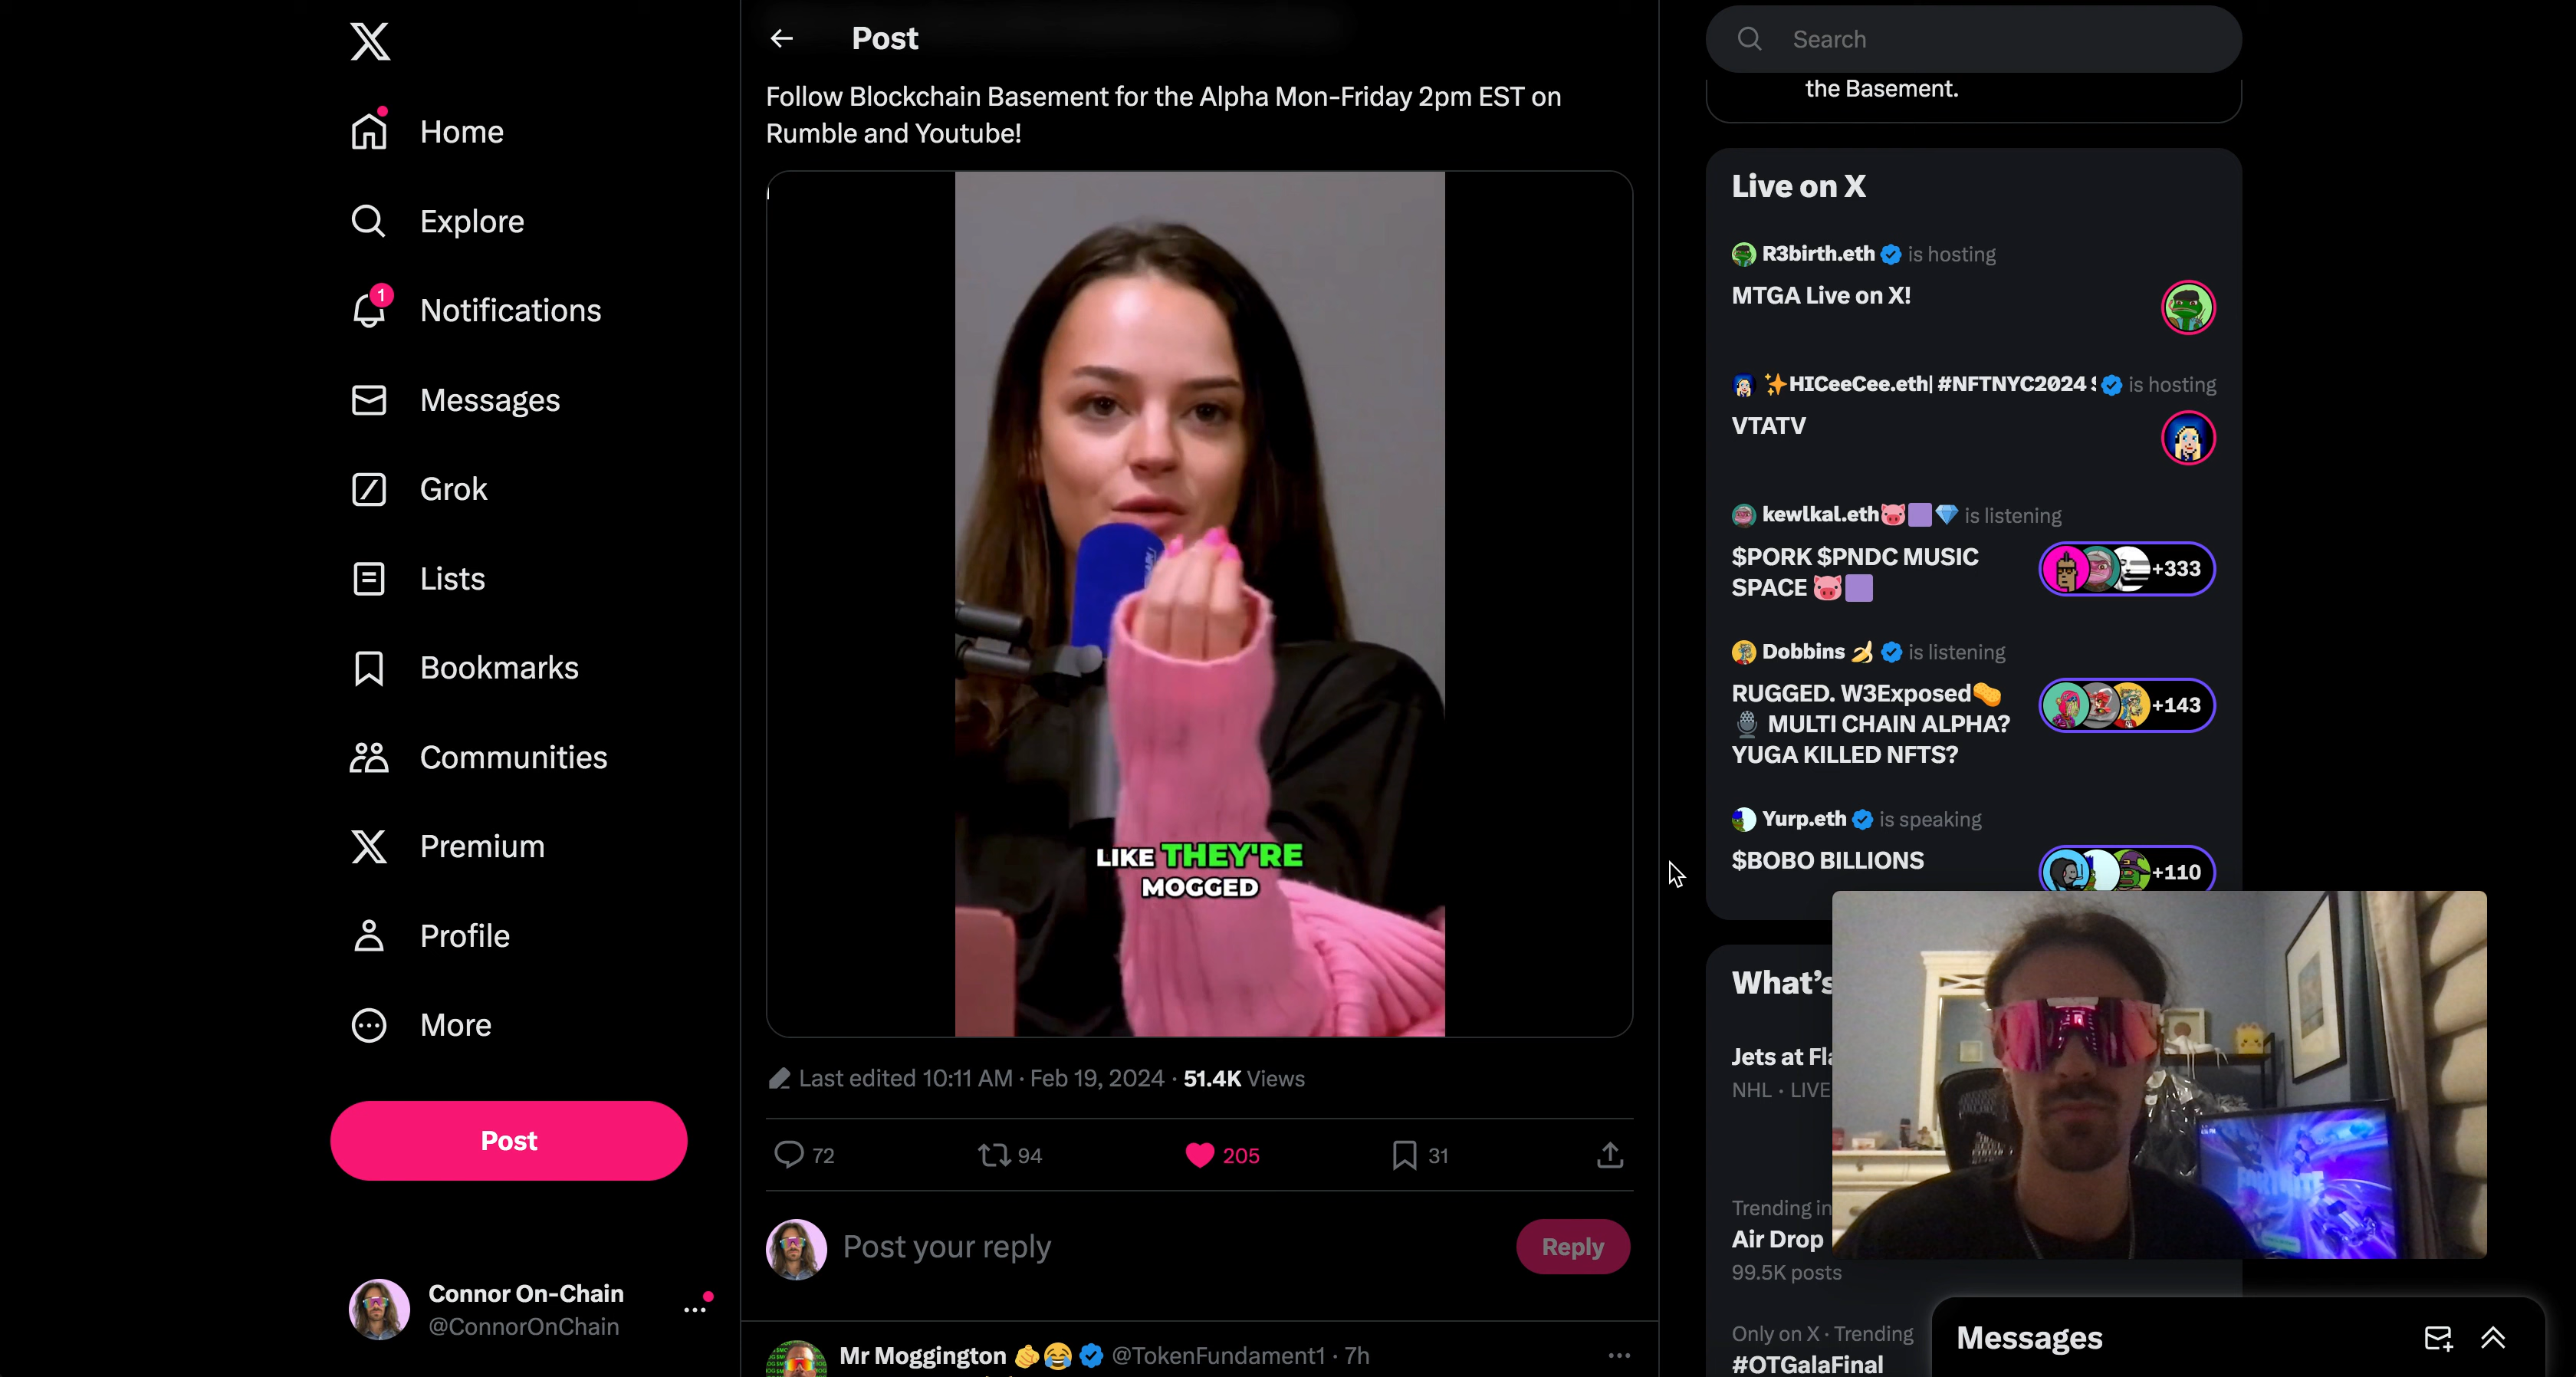 X
Home
Explore
1
Notifications
Messages
Grok
Lists
Bookmarks
Communities
Premium
Profile
More
Post
Connor On-Chain
@ConnorOnChain
Post
Follow Blockchain Basement for the Alpha Mon-Friday 2pm EST on
Rumble and Youtube!
LIKE THEY'RE
MOGGED
Last edited 10:11 AM · Feb 19, 2024 · 51.4K Views
72
94
205
31
Post your reply
Reply
Mr Moggington 🫵😂 @TokenFundament1 · 7h
Search
the Basement.
Live on X
R3birth.eth is hosting
MTGA Live on X!
✨HICeeCee.eth| #NFTNYC2024 is hosting
VTATV
kewlkal.eth🐷🟪💎 is listening
$PORK $PNDC MUSIC
SPACE 🐷🟪
+333
Dobbins 🍌 is listening
RUGGED. W3Exposed🥜
🎙️ MULTI CHAIN ALPHA?
YUGA KILLED NFTS?
+143
Yurp.eth is speaking
$BOBO BILLIONS
+110
What's
Jets at Fla
NHL · LIVE
Trending in
Air Drop
99.5K posts
Only on X · Trending
#OTGalaFinal
Messages